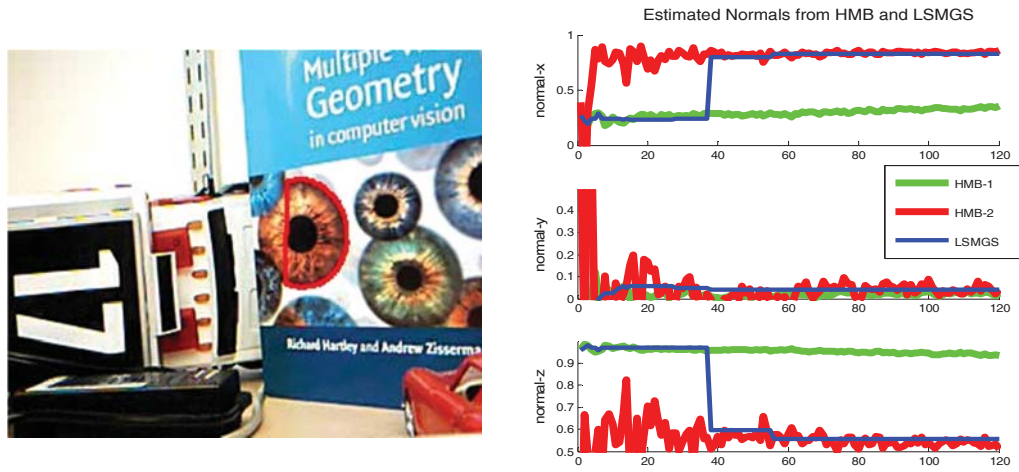 Multiple
Geometry
in computer vision
17
Richard Hartley and Andrew Zisserma
Estimated Normals from HMB and LSMGS
normal-x
1
0.5
0
0 20 40 60 80 100 120
HMB-1
HMB-2
LSMGS
normal-y
0.4
0.3
0.2
0.1
0
0 20 40 60 80 100 120
normal-z
0.9
0.8
0.7
0.6
0.5
0 20 40 60 80 100 120